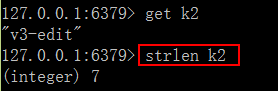 127.0.0.1:6379> get k2
"v3-edit"
127.0.0.1:6379> strlen k2
(integer) 7